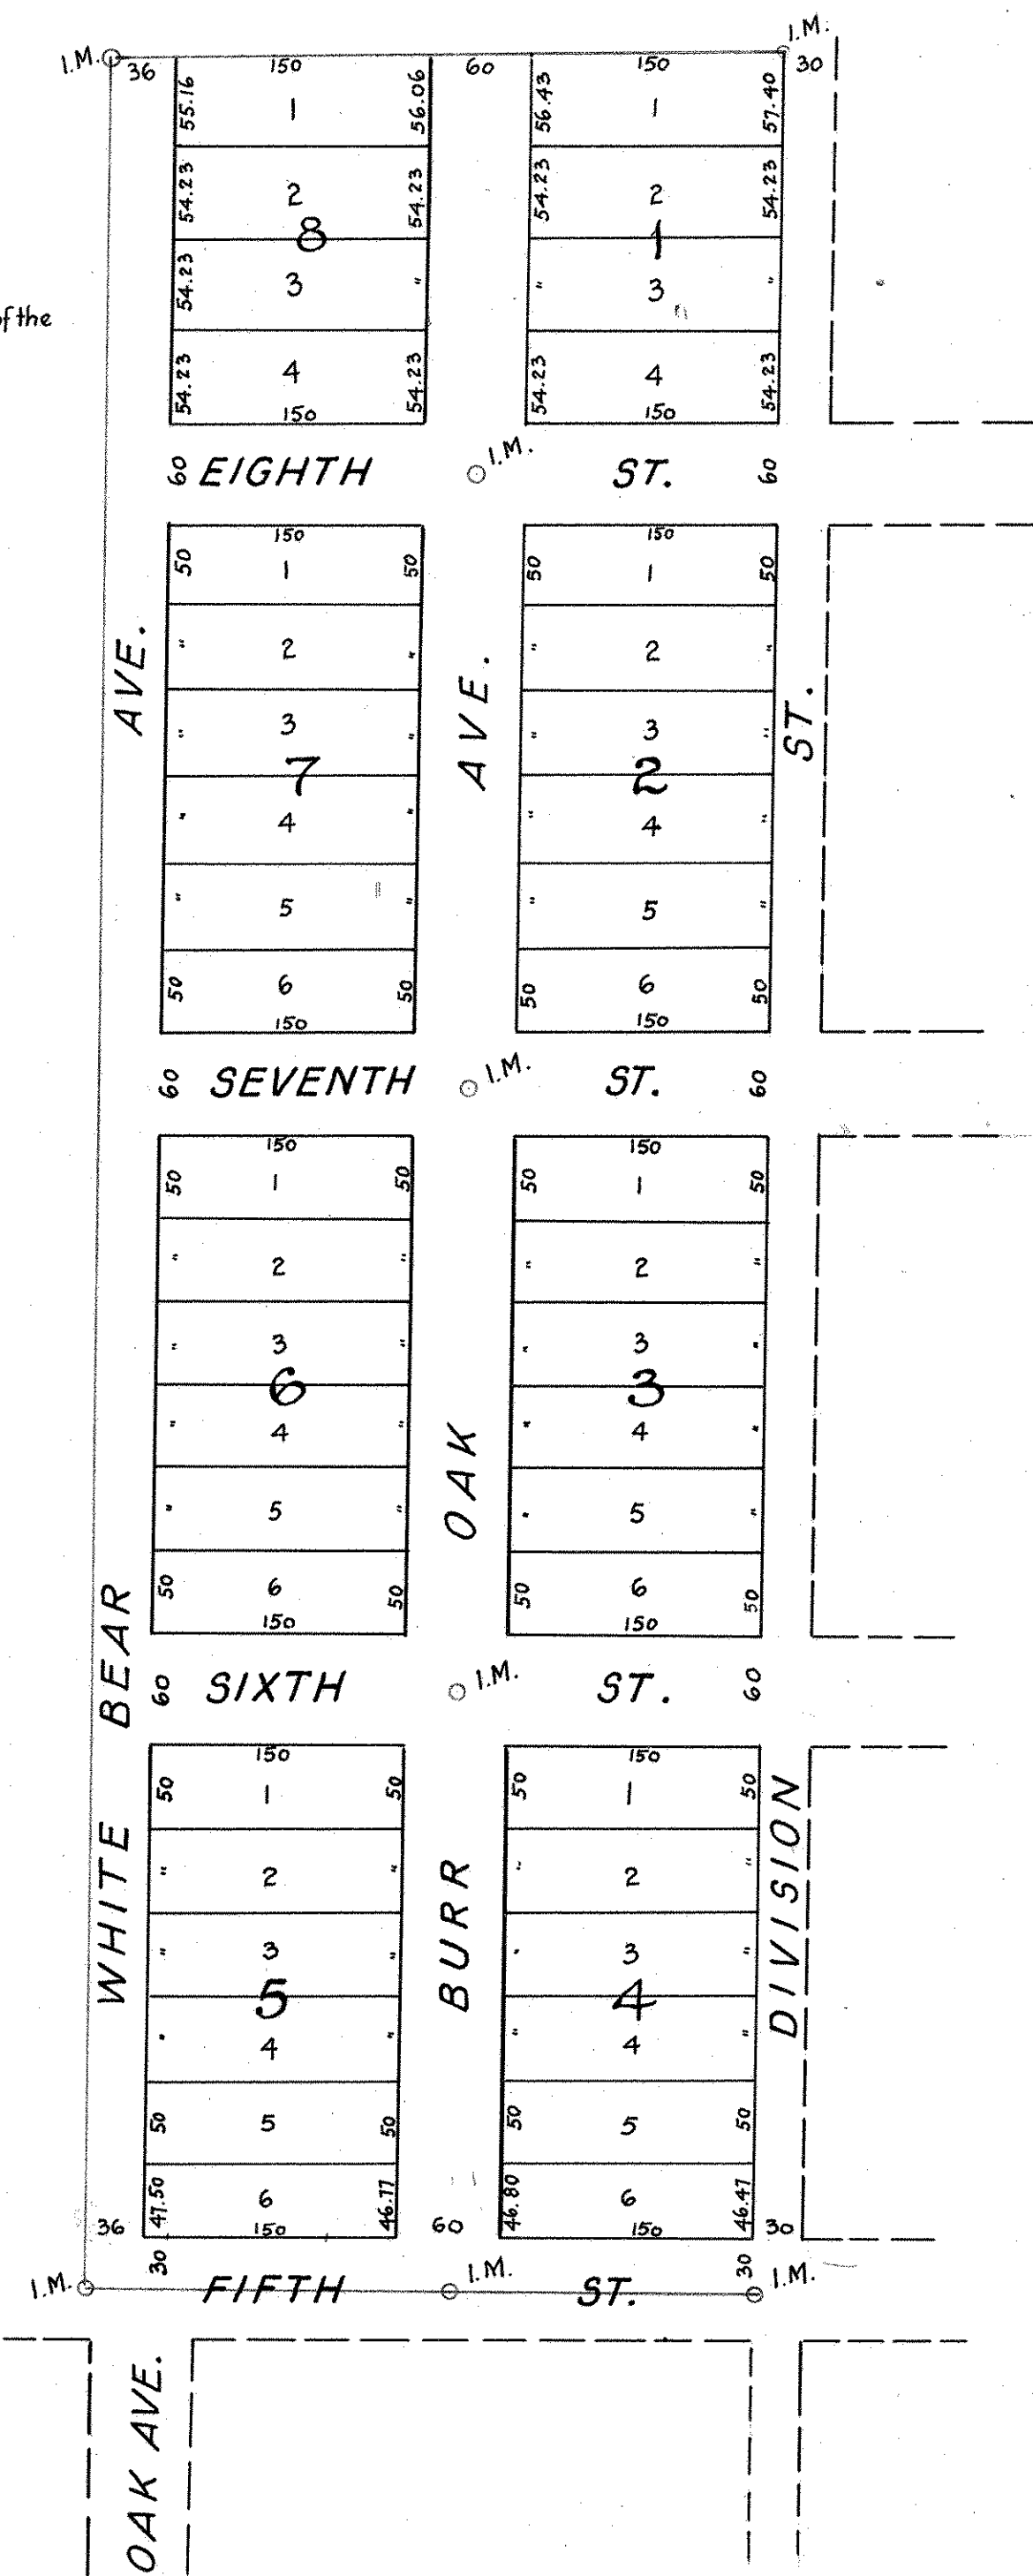 I.M. 36 150 60 150 I.M. 30
55.16 1 56.06 56.43 1 57.40
54.23 2 54.23 54.23 2 54.23
8 1
54.23 3 " " 3 "
of the
54.23 4 54.23 54.23 4 54.23
150 150
60 EIGHTH I.M. ST. 60
150 150
50 1 50 50 1 50
" 2 " " 2 "
AVE. AVE. ST.
" 3 " " 3 "
7 2
" 4 " " 4 "
" 5 " " 5 "
50 6 50 50 6 50
150 150
60 SEVENTH I.M. ST. 60
150 150
50 1 50 50 1 50
" 2 " " 2 "
" 3 " " 3 "
6 3
" 4 " " 4 "
OAK
" 5 " " 5 "
50 6 50 50 6 50
150 150
WHITE BEAR
60 SIXTH I.M. ST. 60
150 150
50 1 50 50 1 50
" 2 " " 2 "
BURR DIVISION
" 3 " " 3 "
5 4
" 4 " " 4 "
50 5 50 50 5 50
47.50 6 46.77 46.80 6 46.47
36 150 60 150 30
30 30
I.M. FIFTH I.M. ST. I.M.
OAK AVE.